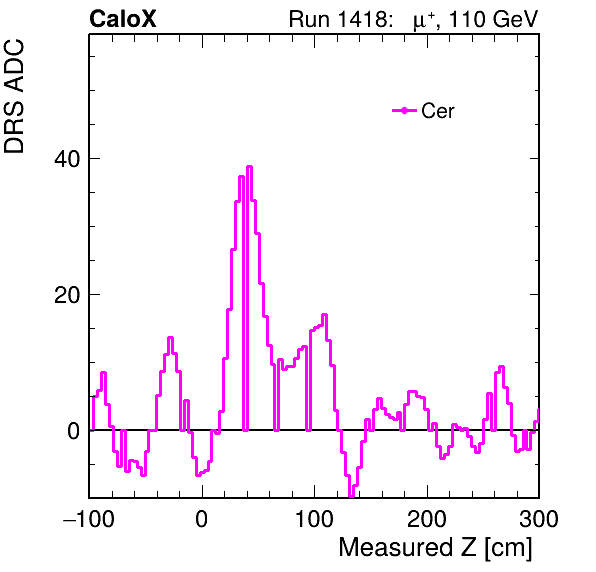 CaloX Run 1418: μ⁺, 110 GeV
DRS ADC
Cer
40
20
0
−100 0 100 200 300
Measured Z [cm]